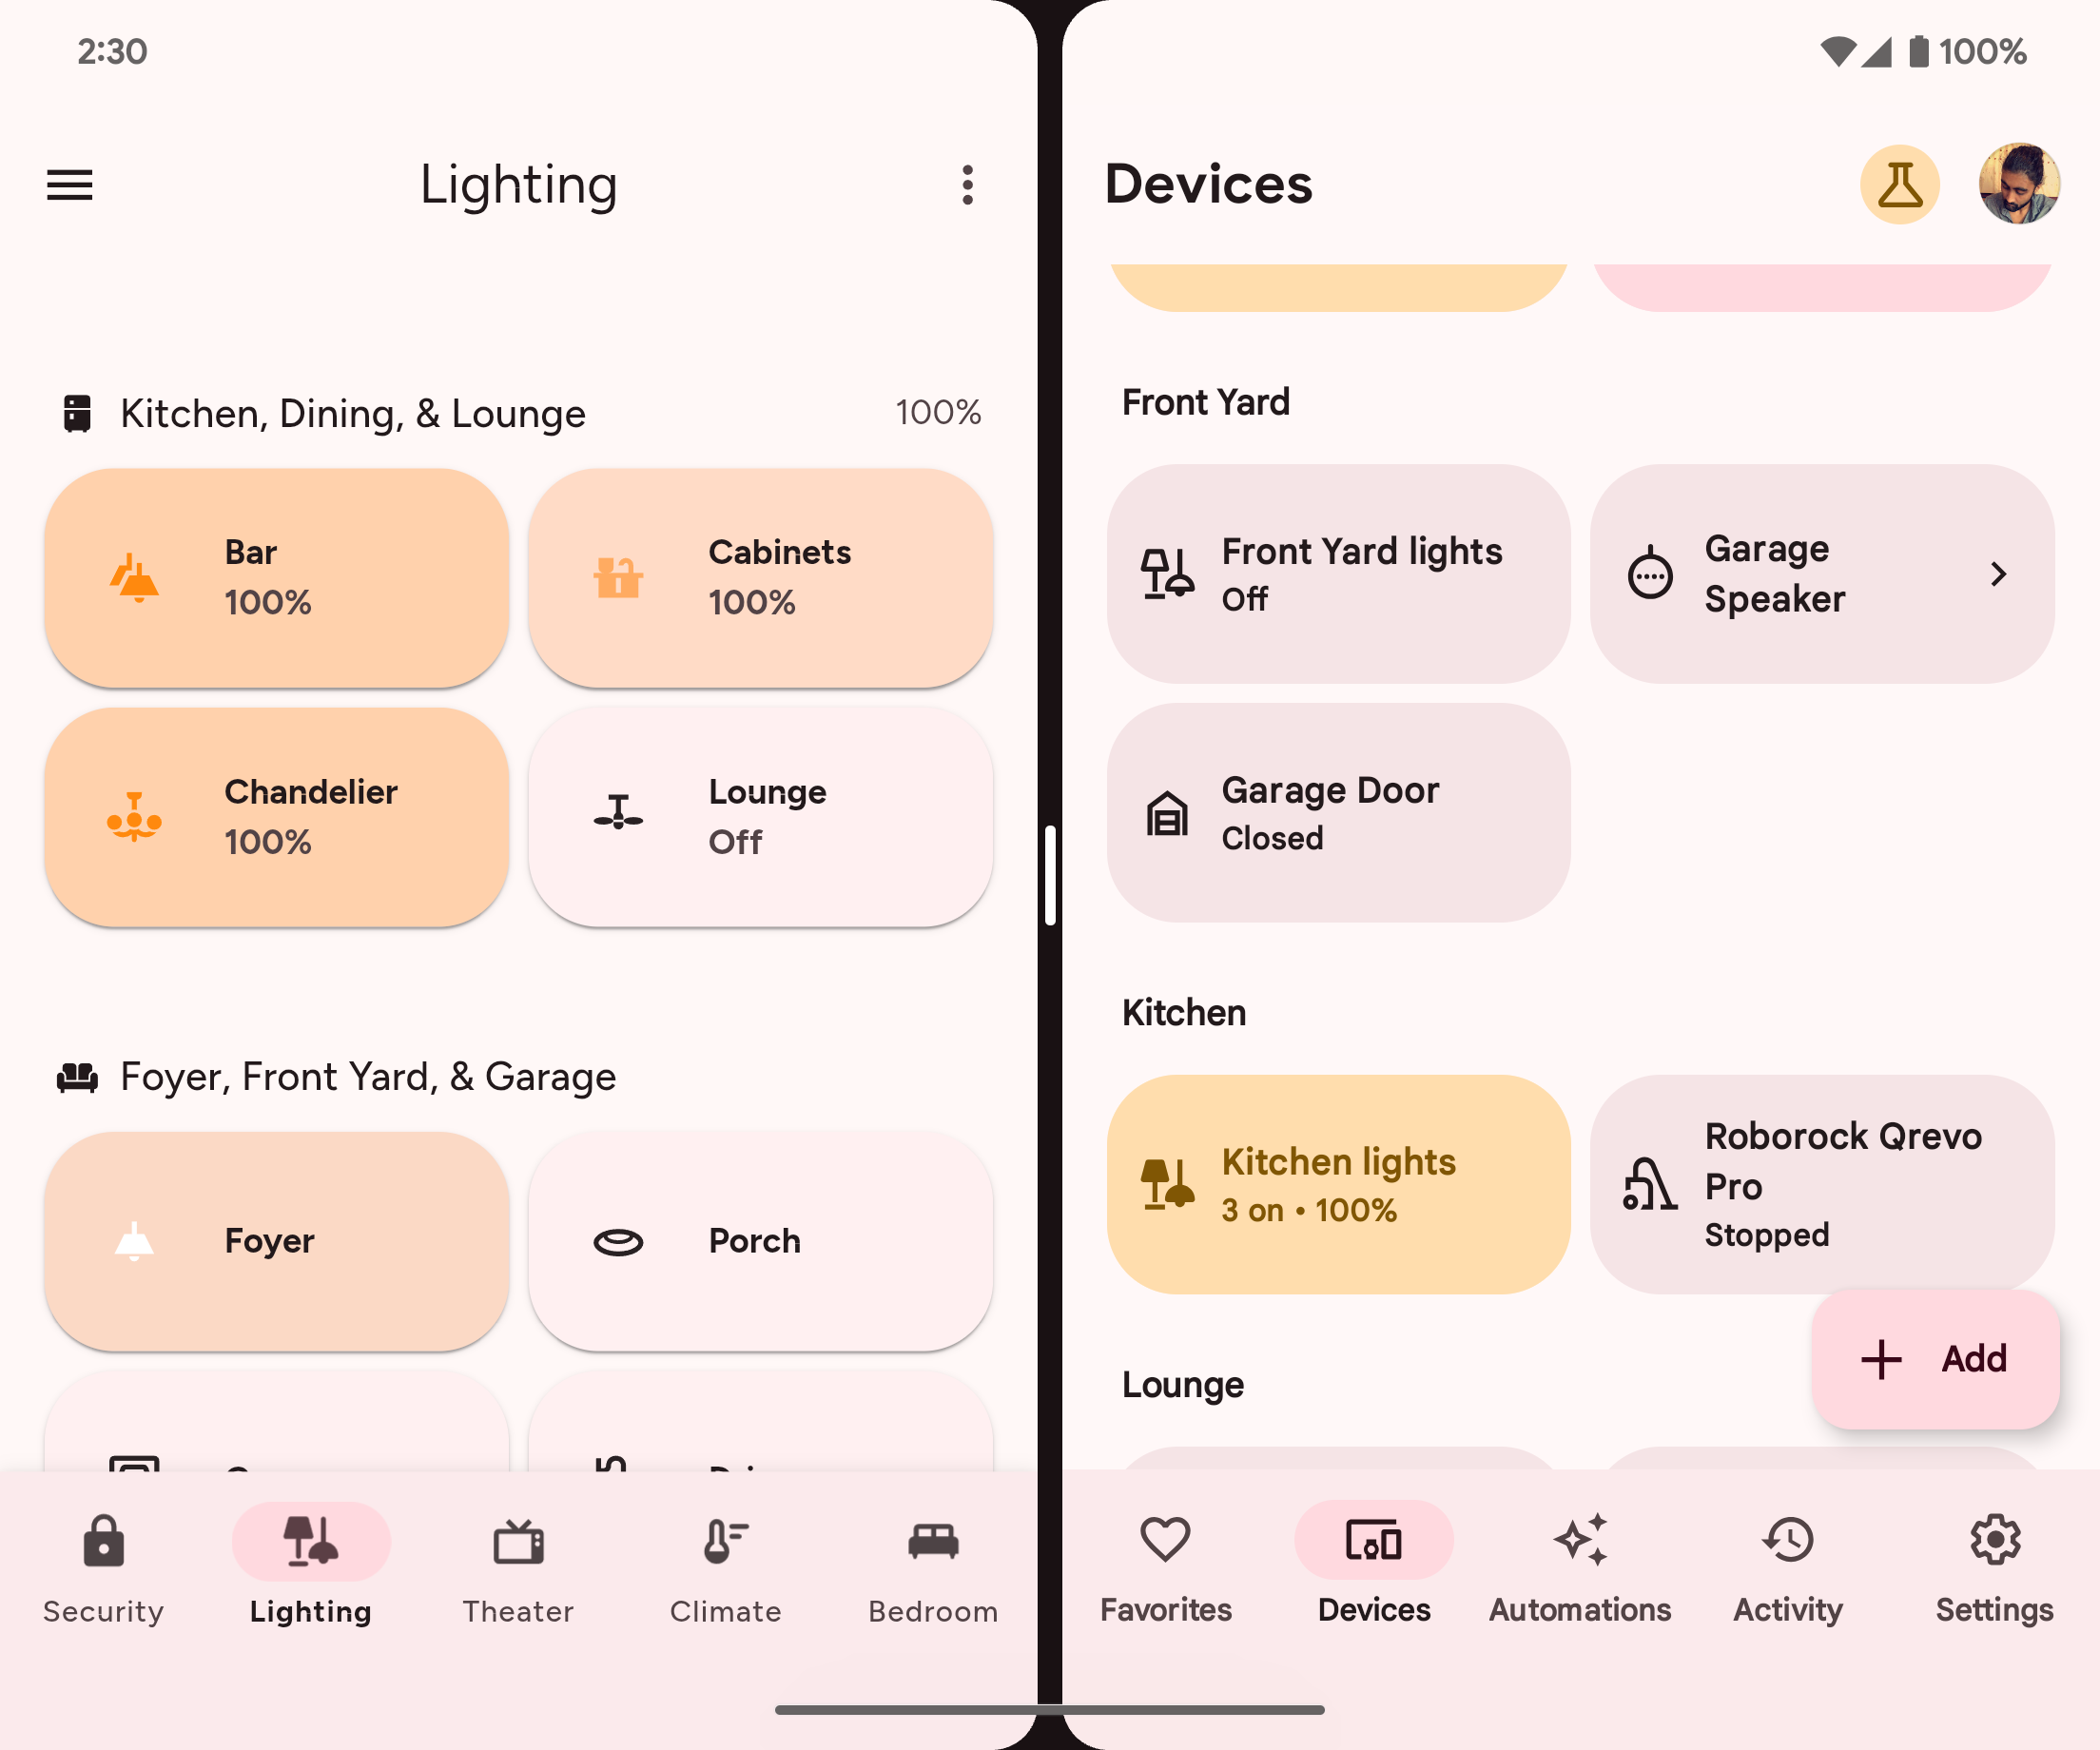 2:30
Lighting
Kitchen, Dining, & Lounge
100%
Bar
100%
Cabinets
100%
Chandelier
100%
Lounge
Off
Foyer, Front Yard, & Garage
Foyer
Porch
Security
Lighting
Theater
Climate
Bedroom
100%
Devices
Front Yard
Front Yard lights
Off
Garage
Speaker
Garage Door
Closed
Kitchen
Kitchen lights
3 on • 100%
Roborock Qrevo
Pro
Stopped
Add
Lounge
Favorites
Devices
Automations
Activity
Settings